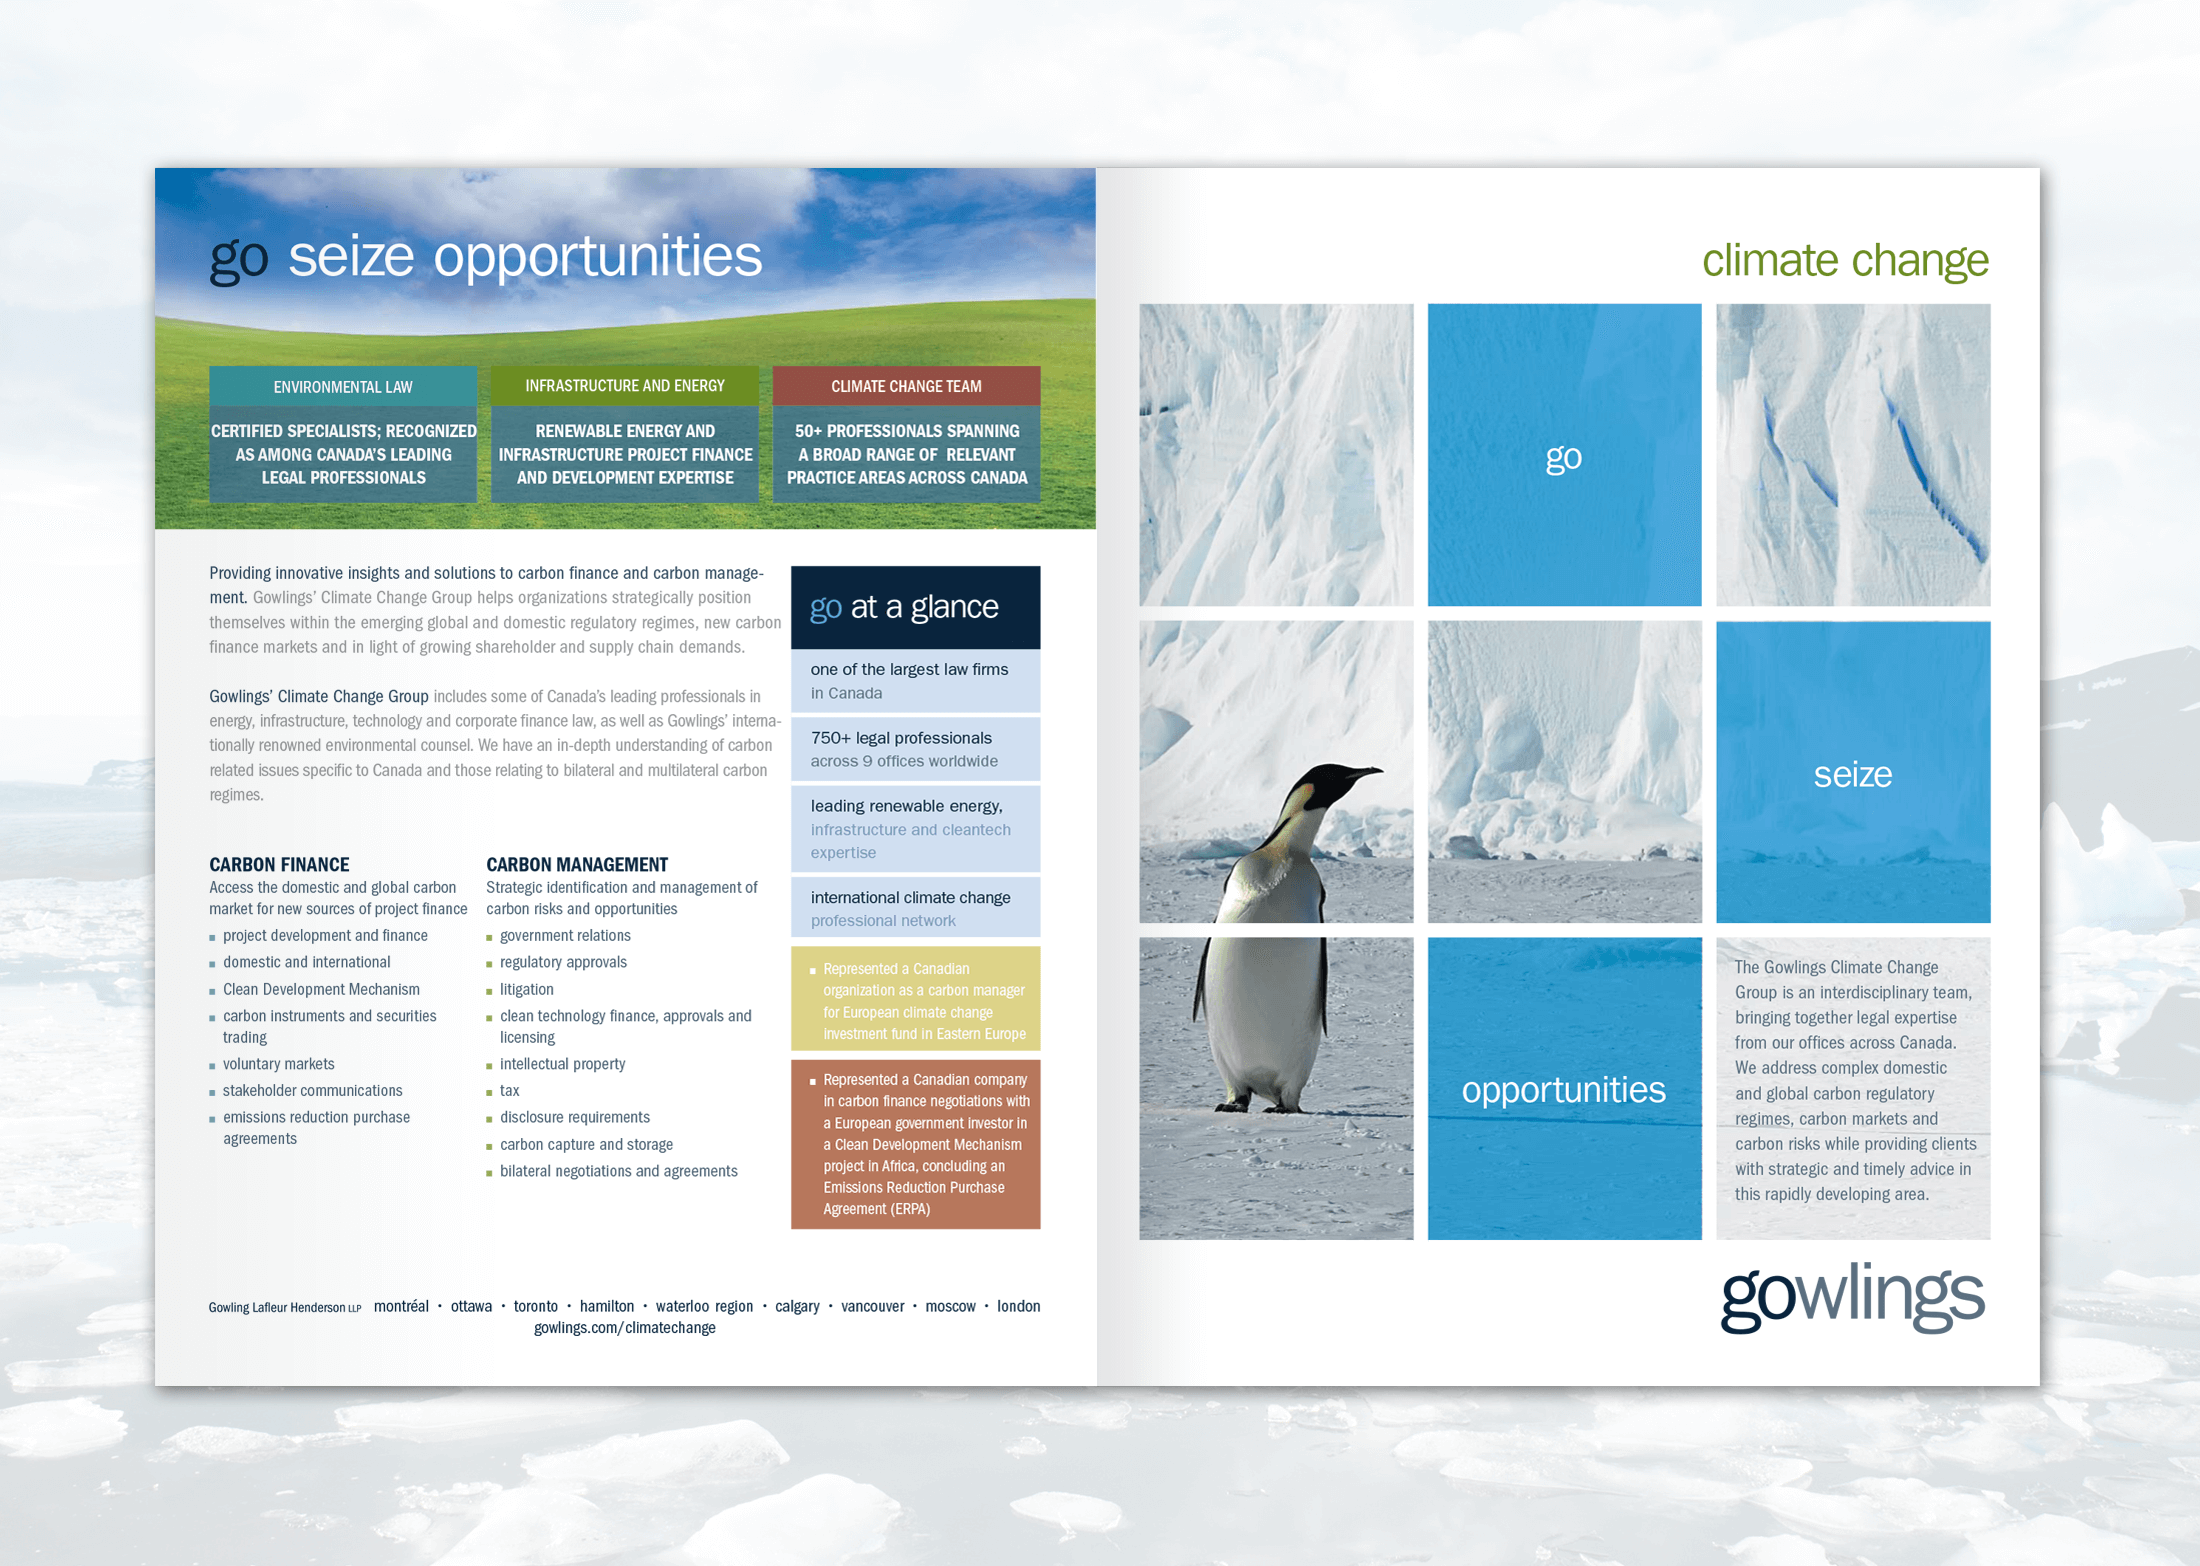 go seize opportunities
ENVIRONMENTAL LAW
CERTIFIED SPECIALISTS; RECOGNIZED
AS AMONG CANADA'S LEADING
LEGAL PROFESSIONALS
INFRASTRUCTURE AND ENERGY
RENEWABLE ENERGY AND
INFRASTRUCTURE PROJECT FINANCE
AND DEVELOPMENT EXPERTISE
CLIMATE CHANGE TEAM
50+ PROFESSIONALS SPANNING
A BROAD RANGE OF RELEVANT
PRACTICE AREAS ACROSS CANADA
Providing innovative insights and solutions to carbon finance and carbon manage-
ment. Gowlings' Climate Change Group helps organizations strategically position
themselves within the emerging global and domestic regulatory regimes, new carbon
finance markets and in light of growing shareholder and supply chain demands.
Gowlings' Climate Change Group includes some of Canada's leading professionals in
energy, infrastructure, technology and corporate finance law, as well as Gowlings' interna-
tionally renowned environmental counsel. We have an in-depth understanding of carbon
related issues specific to Canada and those relating to bilateral and multilateral carbon
regimes.
CARBON FINANCE
Access the domestic and global carbon
market for new sources of project finance
project development and finance
domestic and international
Clean Development Mechanism
carbon instruments and securities
trading
voluntary markets
stakeholder communications
emissions reduction purchase
agreements
CARBON MANAGEMENT
Strategic identification and management of
carbon risks and opportunities
government relations
regulatory approvals
litigation
clean technology finance, approvals and
licensing
intellectual property
tax
disclosure requirements
carbon capture and storage
bilateral negotiations and agreements
go at a glance
one of the largest law firms
in Canada
750+ legal professionals
across 9 offices worldwide
leading renewable energy,
infrastructure and cleantech
expertise
international climate change
professional network
Represented a Canadian
organization as a carbon manager
for European climate change
investment fund in Eastern Europe
Represented a Canadian company
in carbon finance negotiations with
a European government investor in
a Clean Development Mechanism
project in Africa, concluding an
Emissions Reduction Purchase
Agreement (ERPA)
Gowling Lafleur Henderson LLP montréal • ottawa • toronto • hamilton • waterloo region • calgary • vancouver • moscow • london
gowlings.com/climatechange
climate change
go
seize
opportunities
The Gowlings Climate Change
Group is an interdisciplinary team,
bringing together legal expertise
from our offices across Canada.
We address complex domestic
and global carbon regulatory
regimes, carbon markets and
carbon risks while providing clients
with strategic and timely advice in
this rapidly developing area.
gowlings